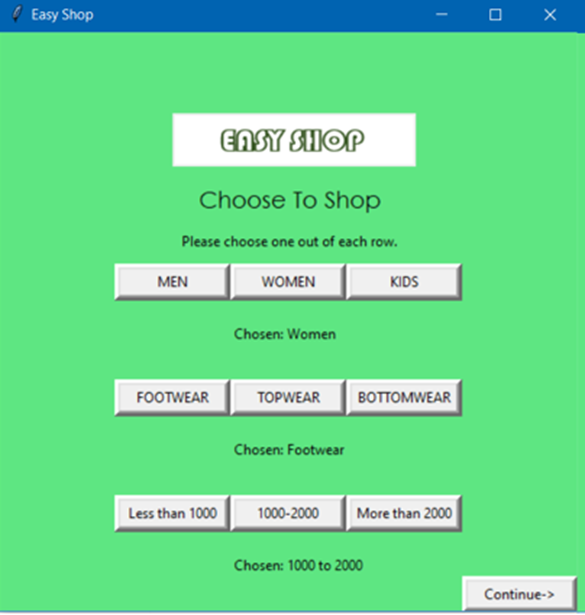 Easy Shop
EASY SHOP
Choose To Shop
Please choose one out of each row.
MEN WOMEN KIDS
Chosen: Women
FOOTWEAR TOPWEAR BOTTOMWEAR
Chosen: Footwear
Less than 1000 1000-2000 More than 2000
Chosen: 1000 to 2000
Continue->